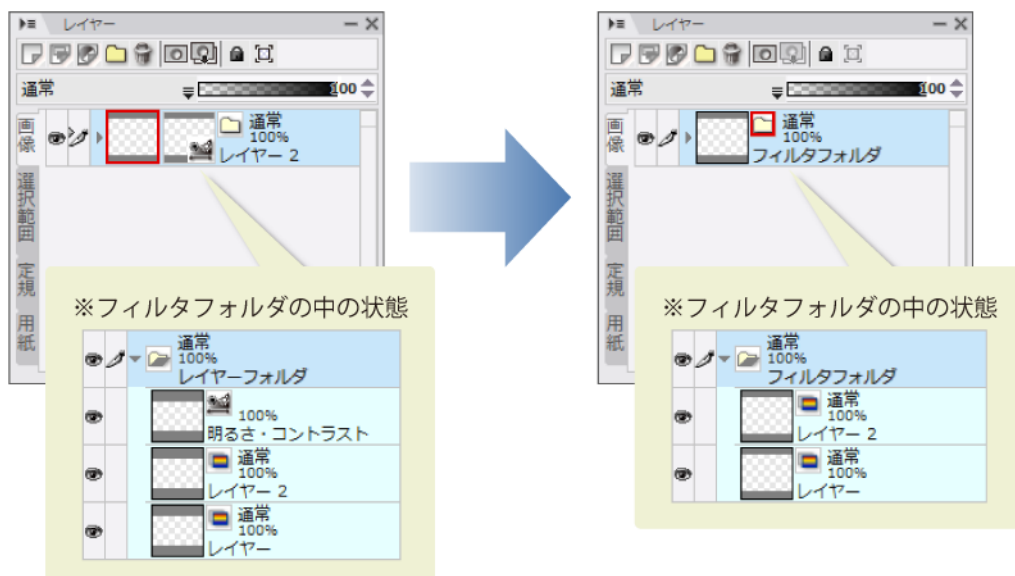 レイヤー
通常
100
画像
選択範囲
定規
用紙
通常
100%
レイヤー 2
※フィルタフォルダの中の状態
通常
100%
レイヤーフォルダ
100%
明るさ・コントラスト
通常
100%
レイヤー 2
通常
100%
レイヤー
レイヤー
通常
100
画像
選択範囲
定規
用紙
通常
100%
フィルタフォルダ
※フィルタフォルダの中の状態
通常
100%
フィルタフォルダ
通常
100%
レイヤー 2
通常
100%
レイヤー